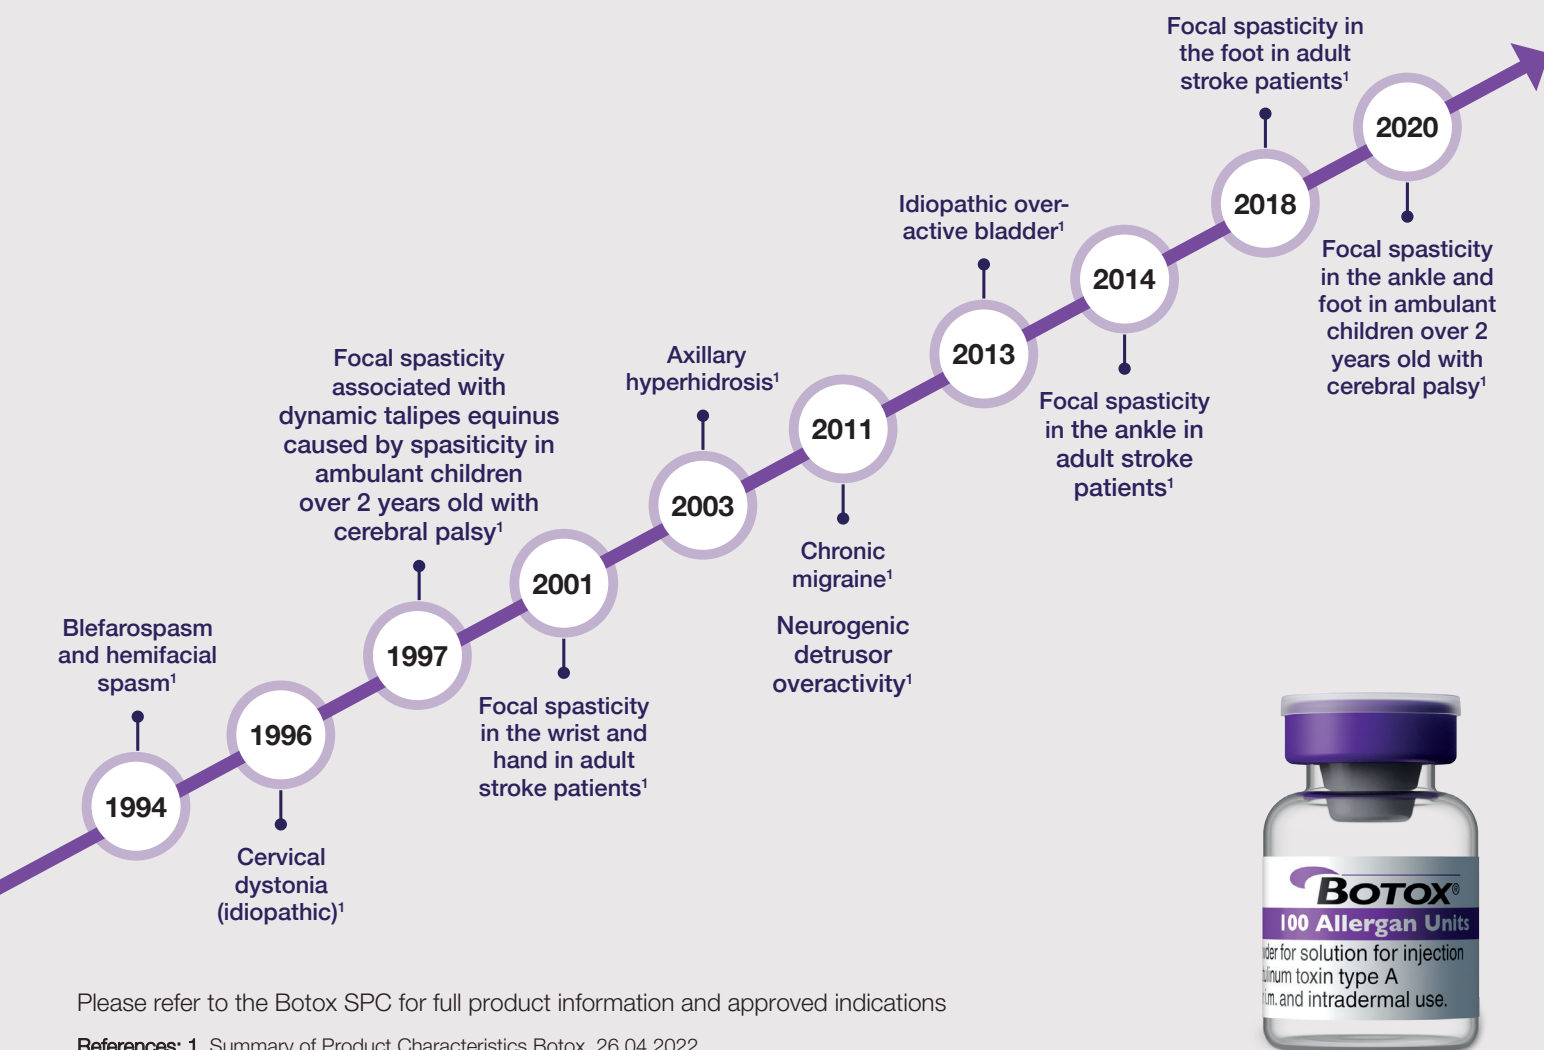 Focal spasticity in
the foot in adult
stroke patients¹
2020
2018
Idiopathic over-
active bladder¹
Focal spasticity
in the ankle and
foot in ambulant
children over 2
years old with
cerebral palsy¹
2014
2013
Focal spasticity
associated with
dynamic talipes equinus
caused by spasiticity in
ambulant children
over 2 years old with
cerebral palsy¹
Axillary
hyperhidrosis¹
Focal spasticity
in the ankle in
adult stroke
patients¹
2011
2003
Chronic
migraine¹
Neurogenic
detrusor
overactivity¹
2001
Blefarospasm
and hemifacial
spasm¹
1997
Focal spasticity
in the wrist and
hand in adult
stroke patients¹
1996
1994
Cervical
dystonia
(idiopathic)¹
BOTOX®
100 Allergan Units
for solution for injection
toxin type A
i.m. and intradermal use.
Please refer to the Botox SPC for full product information and approved indications
References: 1. Summary of Product Characteristics Botox, 26.04.2022